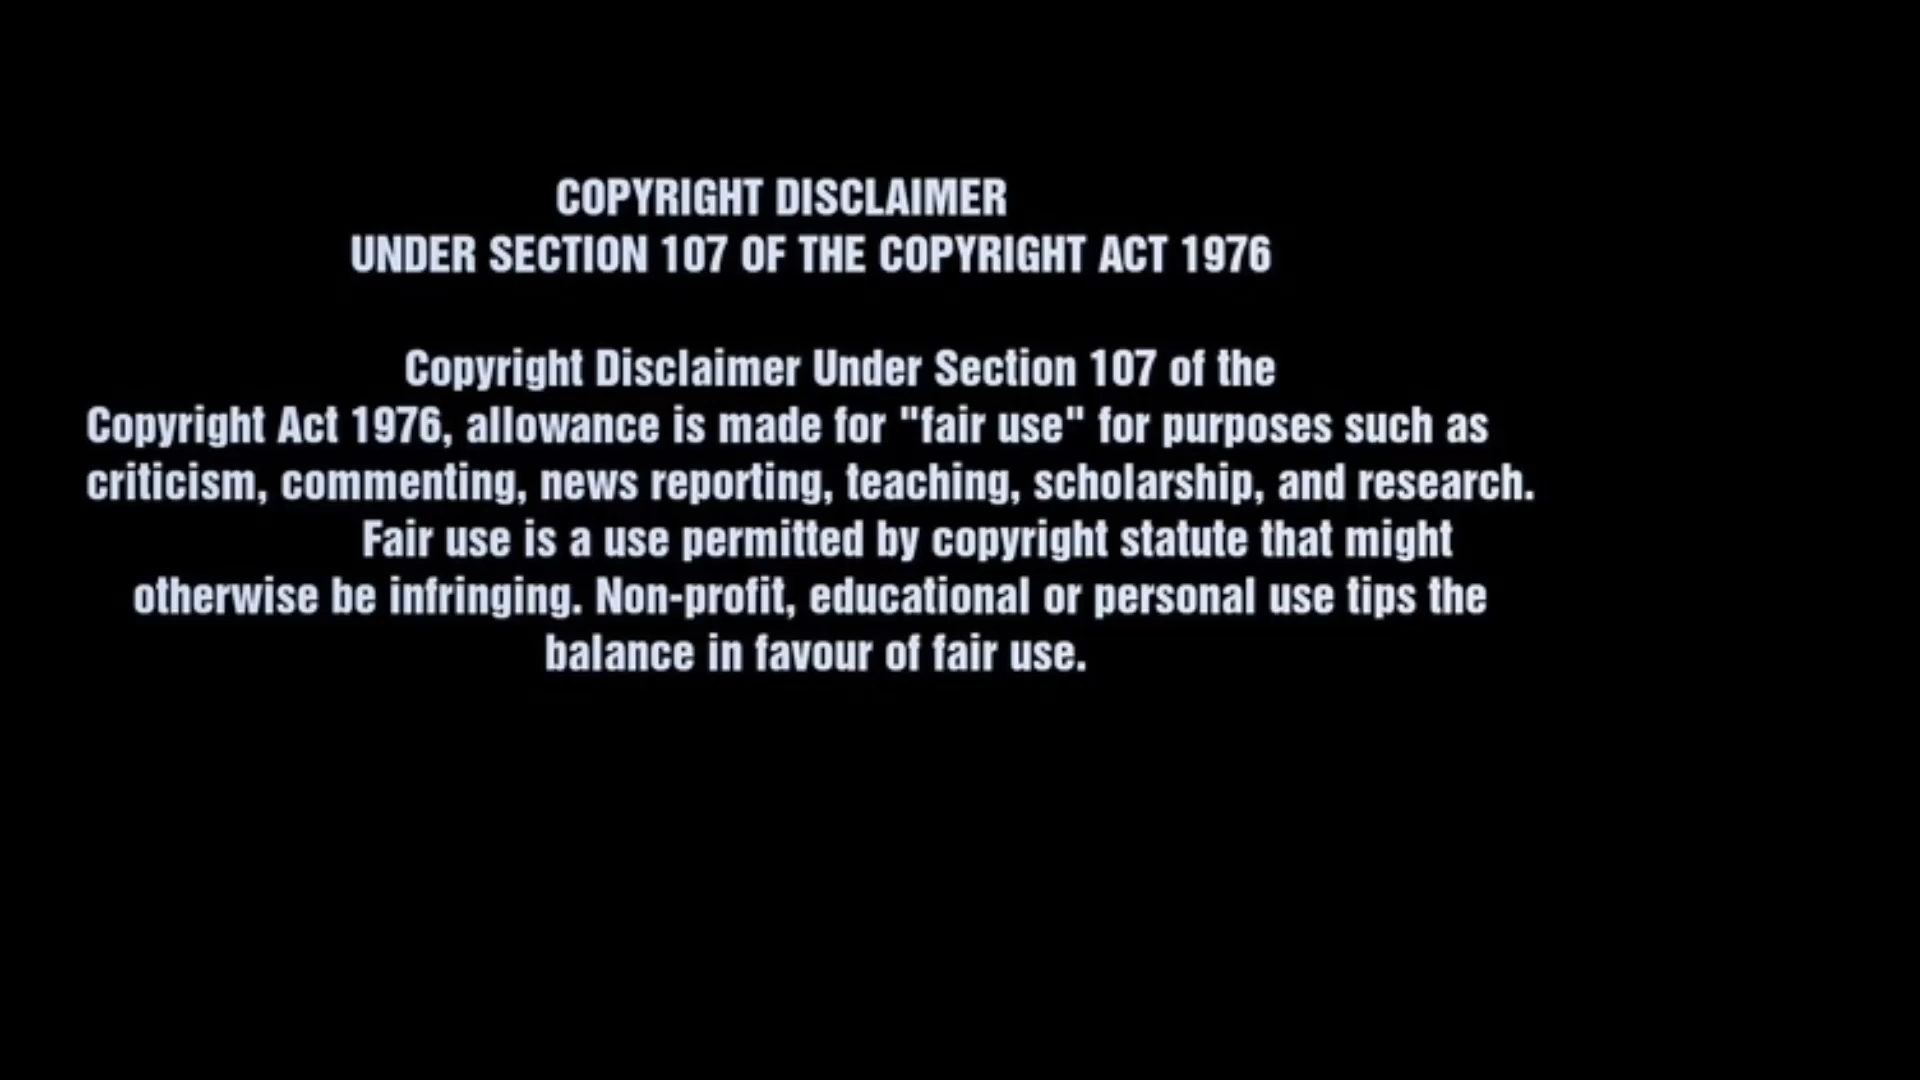 COPYRIGHT DISCLAIMER
UNDER SECTION 107 OF THE COPYRIGHT ACT 1976
Copyright Disclaimer Under Section 107 of the
Copyright Act 1976, allowance is made for "fair use" for purposes such as
criticism, commenting, news reporting, teaching, scholarship, and research.
Fair use is a use permitted by copyright statute that might
otherwise be infringing. Non-profit, educational or personal use tips the
balance in favour of fair use.